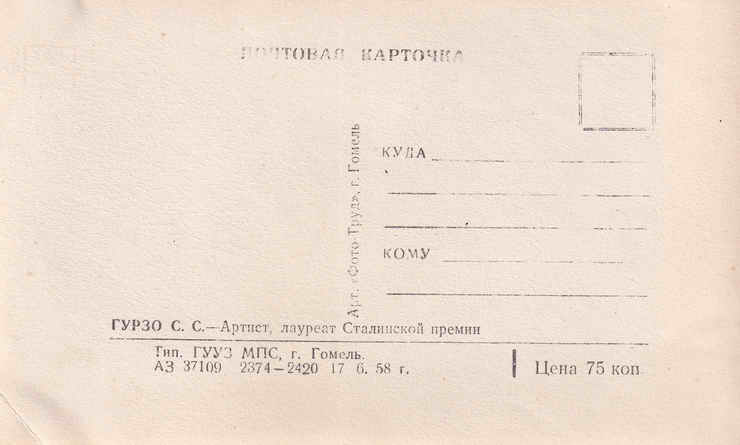 ПОЧТОВАЯ КАРТОЧКА
КУДА
КОМУ
Арт. «Фото-Труд», г. Гомель
ГУРЗО С. С.—Артист, лауреат Сталинской премии
Тип. ГУУЗ МПС, г. Гомель.
АЗ 37109 2374—2420 17 6. 58 г.
Цена 75 коп